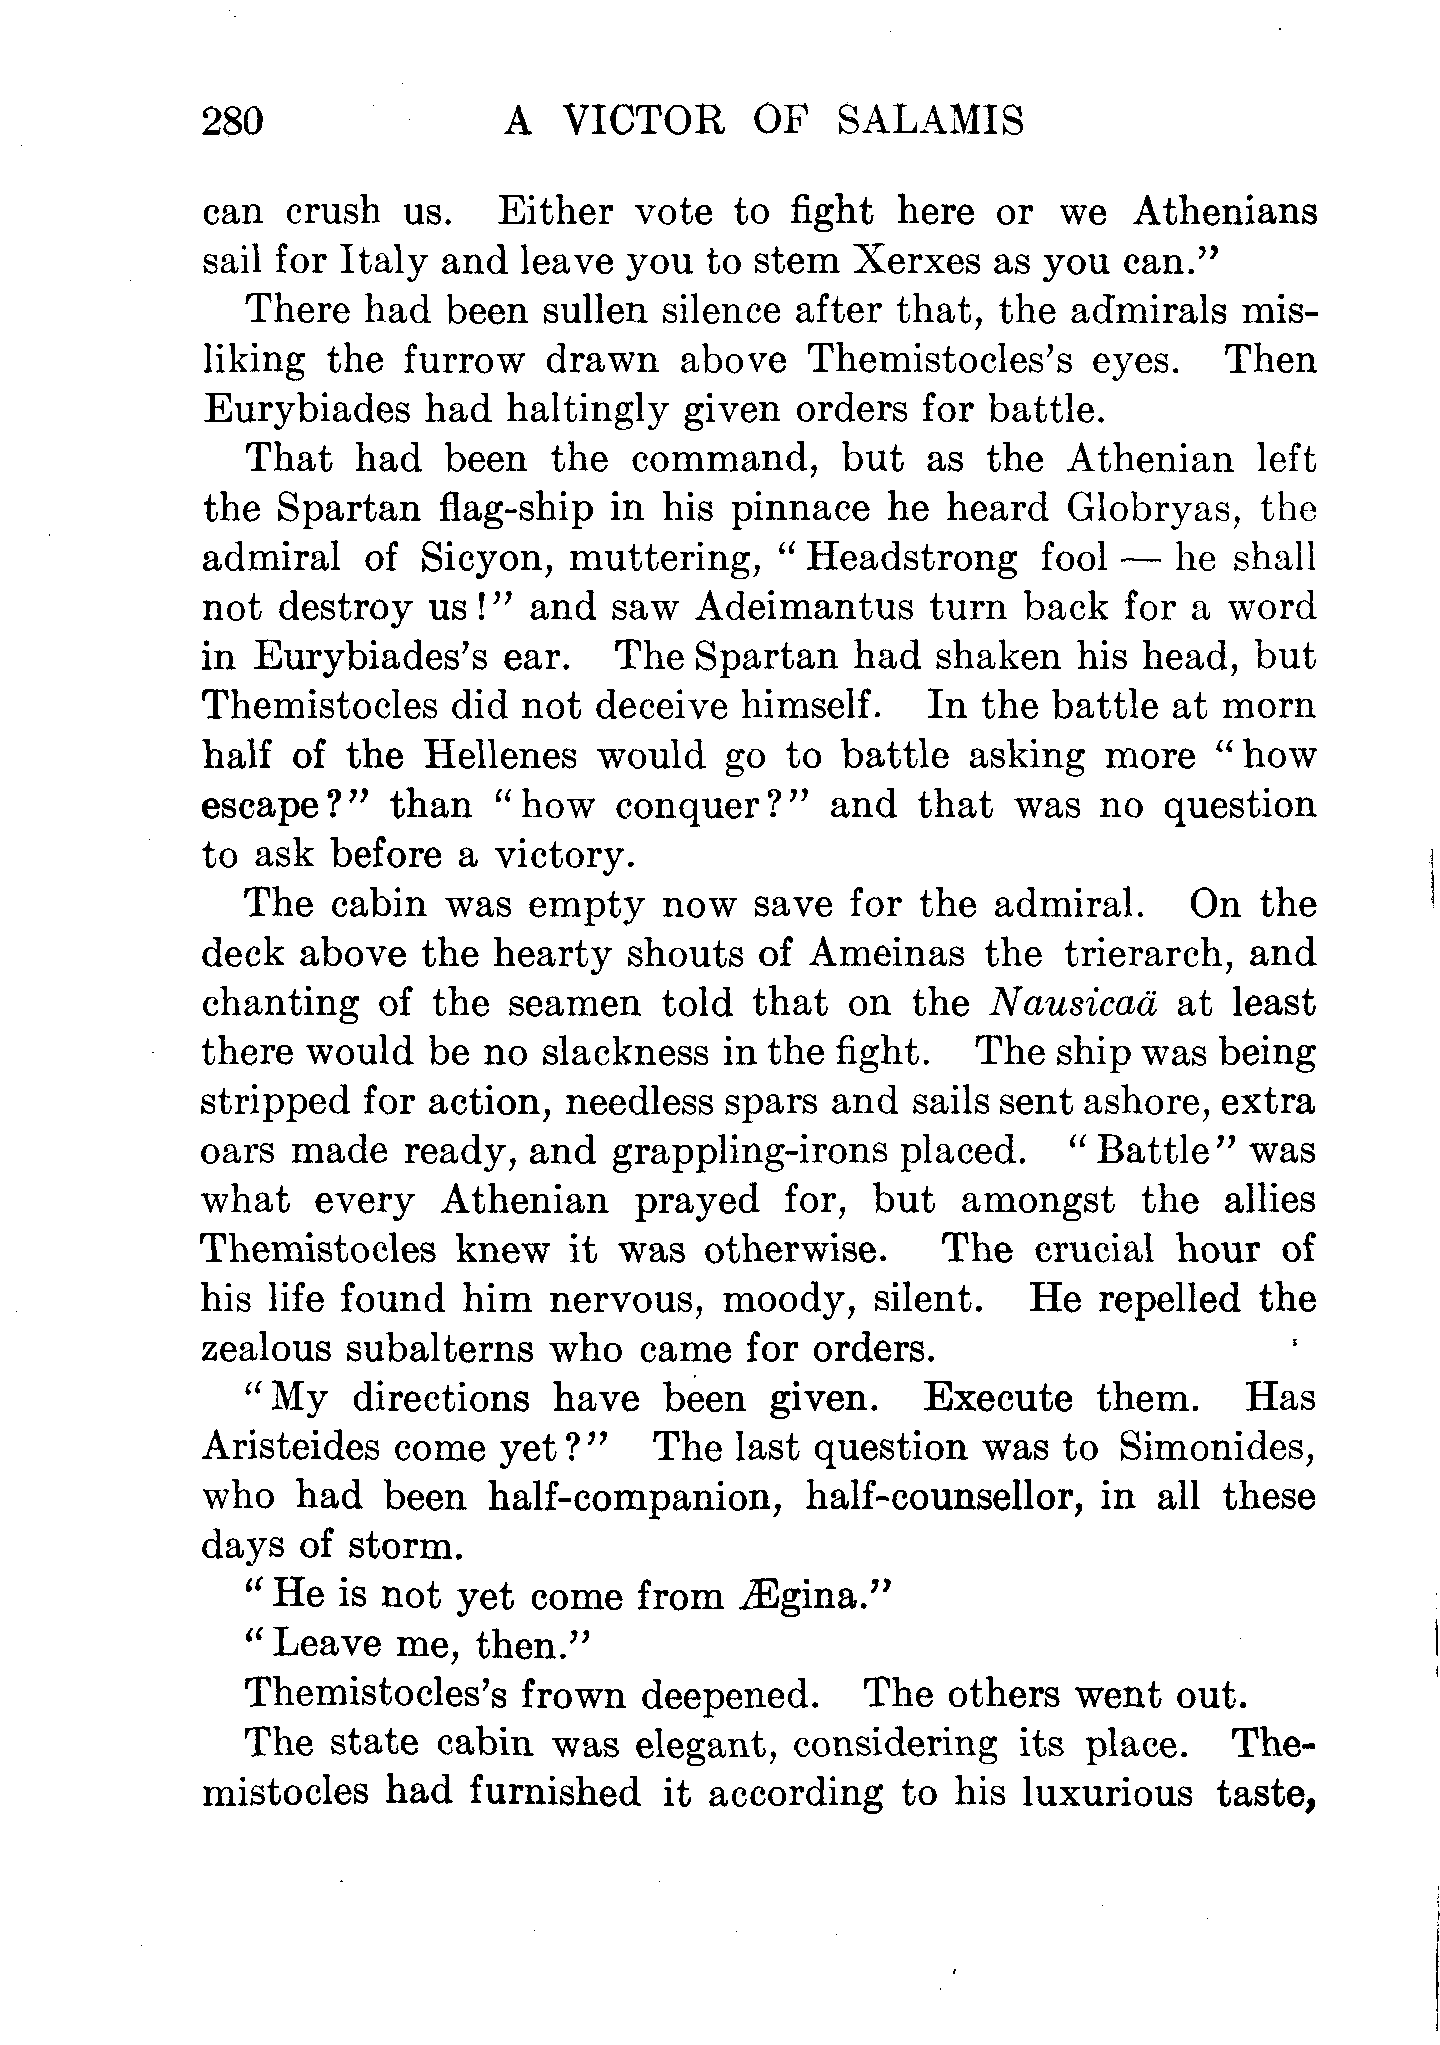 280 A VICTOR OF SALAMIS
can crush us. Either vote to fight here or we Athenians
sail for Italy and leave you to stem Xerxes as you can.”
There had been sullen silence after that, the admirals mis-
liking the furrow drawn above Themistocles’s eyes. Then
Eurybiades had haltingly given orders for battle.
That had been the command, but as the Athenian left
the Spartan flag-ship in his pinnace he heard Globryas, the
admiral of Sicyon, muttering, “Headstrong fool — he shall
not destroy us!” and saw Adeimantus turn back for a word
in Eurybiades’s ear. The Spartan had shaken his head, but
Themistocles did not deceive himself. In the battle at morn
half of the Hellenes would go to battle asking more “how
escape?” than “how conquer?” and that was no question
to ask before a victory.
The cabin was empty now save for the admiral. On the
deck above the hearty shouts of Ameinas the trierarch, and
chanting of the seamen told that on the Nausicaä at least
there would be no slackness in the fight. The ship was being
stripped for action, needless spars and sails sent ashore, extra
oars made ready, and grappling-irons placed. “Battle” was
what every Athenian prayed for, but amongst the allies
Themistocles knew it was otherwise. The crucial hour of
his life found him nervous, moody, silent. He repelled the
zealous subalterns who came for orders.
“My directions have been given. Execute them. Has
Aristeides come yet?” The last question was to Simonides,
who had been half-companion, half-counsellor, in all these
days of storm.
“He is not yet come from Ægina.”
“Leave me, then.”
Themistocles’s frown deepened. The others went out.
The state cabin was elegant, considering its place. The-
mistocles had furnished it according to his luxurious taste,